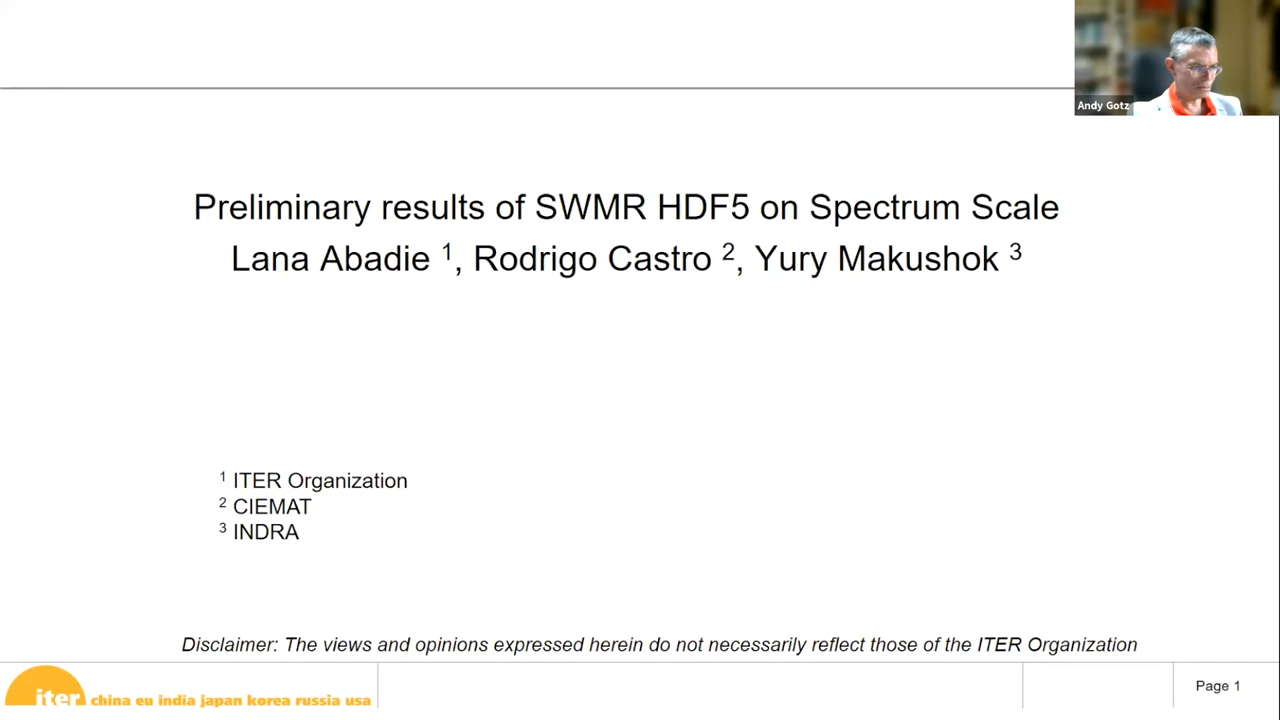 Andy Gotz
Preliminary results of SWMR HDF5 on Spectrum Scale
Lana Abadie ¹, Rodrigo Castro ², Yury Makushok ³
¹ ITER Organization
² CIEMAT
³ INDRA
Disclaimer: The views and opinions expressed herein do not necessarily reflect those of the ITER Organization
iter china eu india japan korea russia usa
Page 1